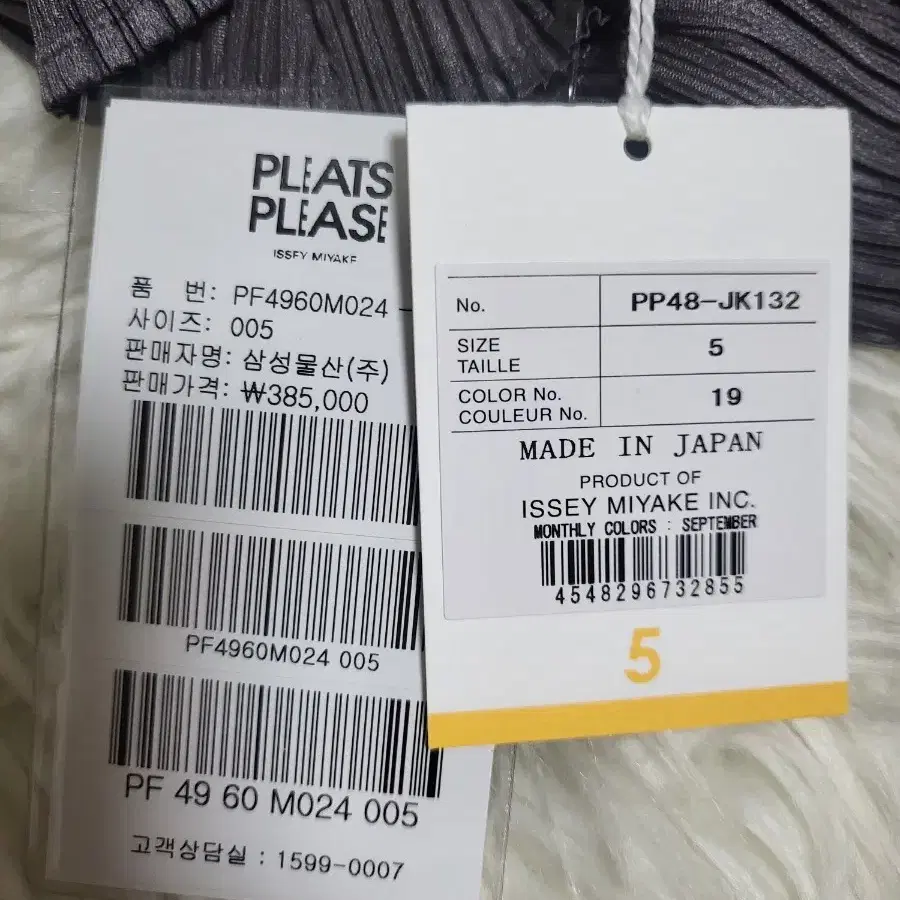 PLEATS
PLEASE
ISSEY MIYAKE
품 번: PF4960M024 -
사이즈: 005
판매자명: 삼성물산(주)
판매가격: ₩385,000
PF4960M024 005
PF 49 60 M024 005
고객상담실 : 1599-0007
No. PP48-JK132
SIZE
TAILLE 5
COLOR No.
COULEUR No. 19
MADE IN JAPAN
PRODUCT OF
ISSEY MIYAKE INC.
MONTHLY COLORS : SEPTEMBER
4548296732855
5